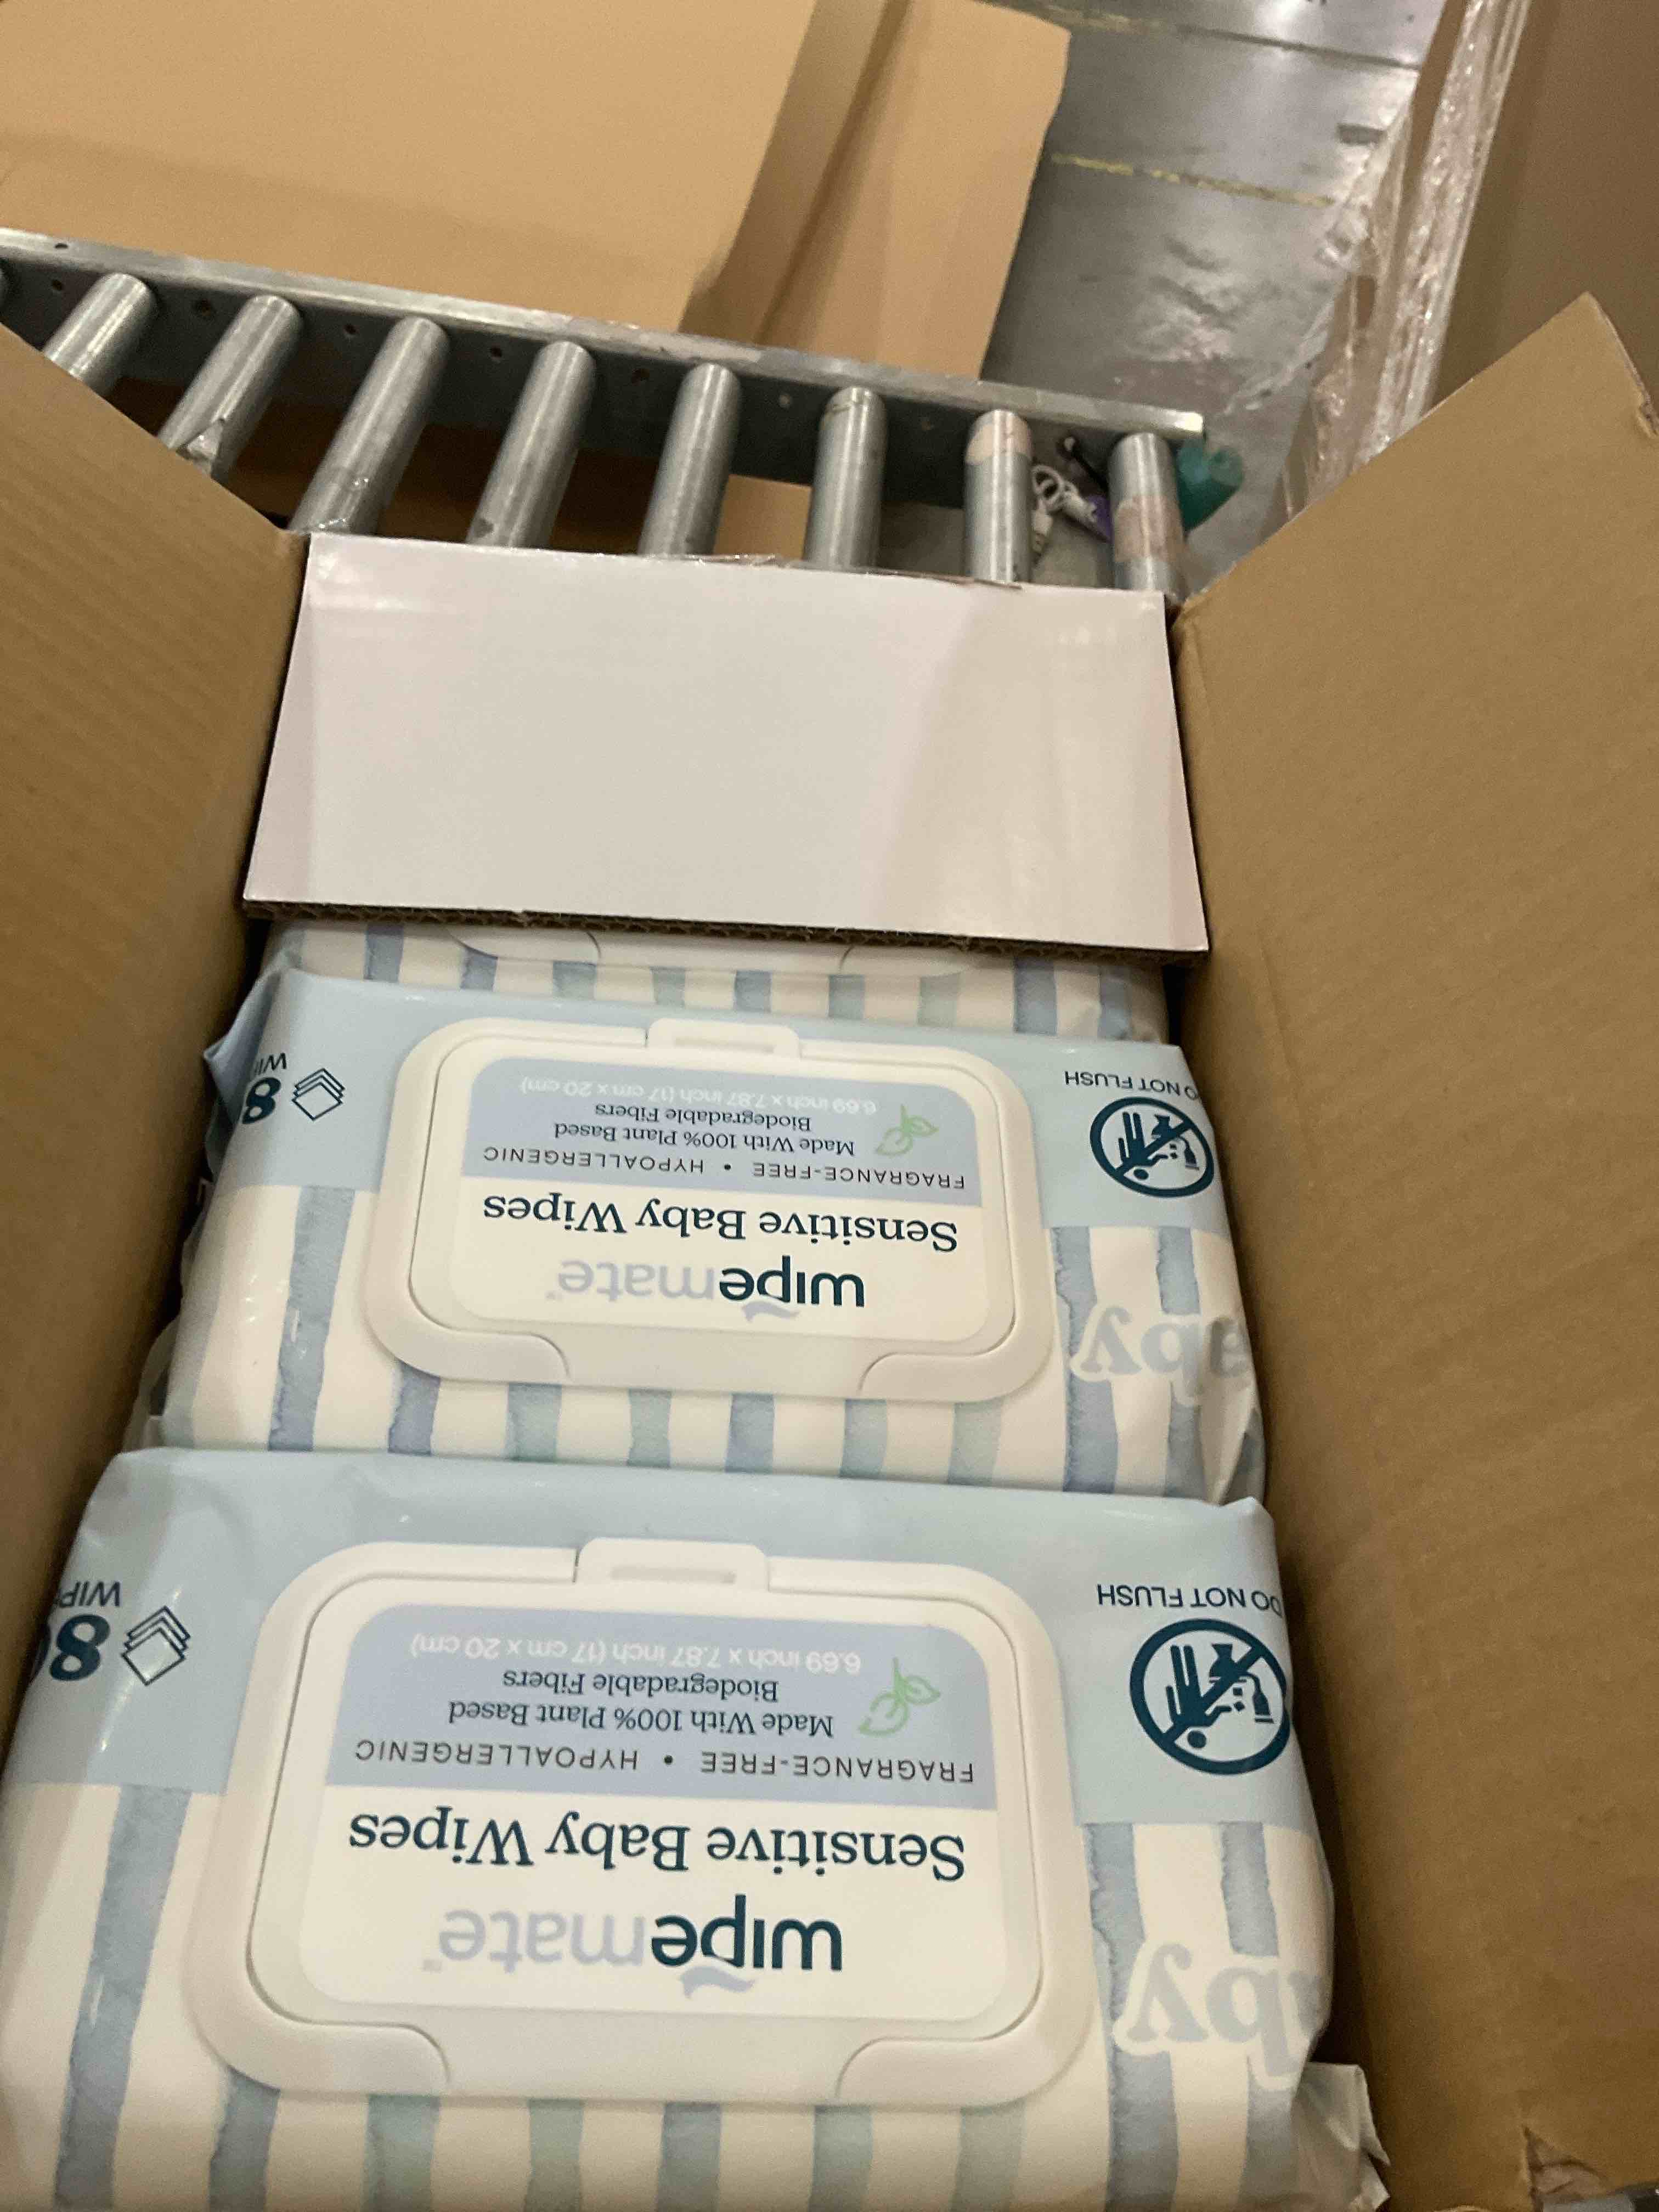 wipemate
Sensitive Baby Wipes
FRAGRANCE-FREE • HYPOALLERGENIC
Made With 100% Plant Based
Biodegradable Fibers
6.69 inch x 7.87 inch (17 cm x 20 cm)
DO NOT FLUSH
wipemate
Sensitive Baby Wipes
FRAGRANCE-FREE • HYPOALLERGENIC
Made With 100% Plant Based
Biodegradable Fibers
6.69 inch x 7.87 inch (17 cm x 20 cm)
NOT FLUSH